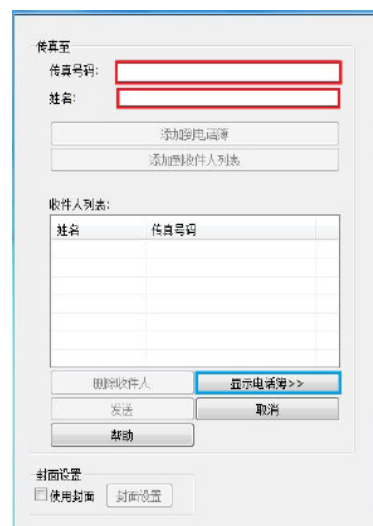 传真至
传真号码:
姓名:
添加到电话簿
添加到收件人列表
收件人列表:
姓名 传真号码
删除收件人 显示电话簿>>
发送 取消
帮助
封面设置
使用封面 封面设置